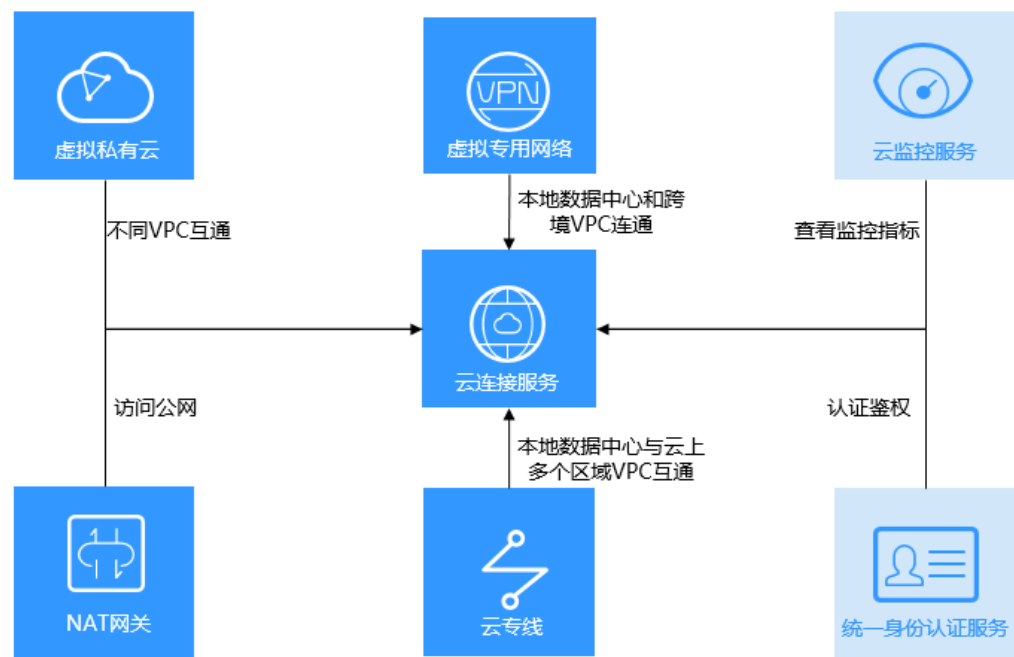 虚拟私有云
VPN
虚拟专用网络
云监控服务
不同VPC互通
本地数据中心和跨
境VPC连通
查看监控指标
云连接服务
访问公网
认证鉴权
本地数据中心与云上
多个区域VPC互通
NAT网关
云专线
统一身份认证服务